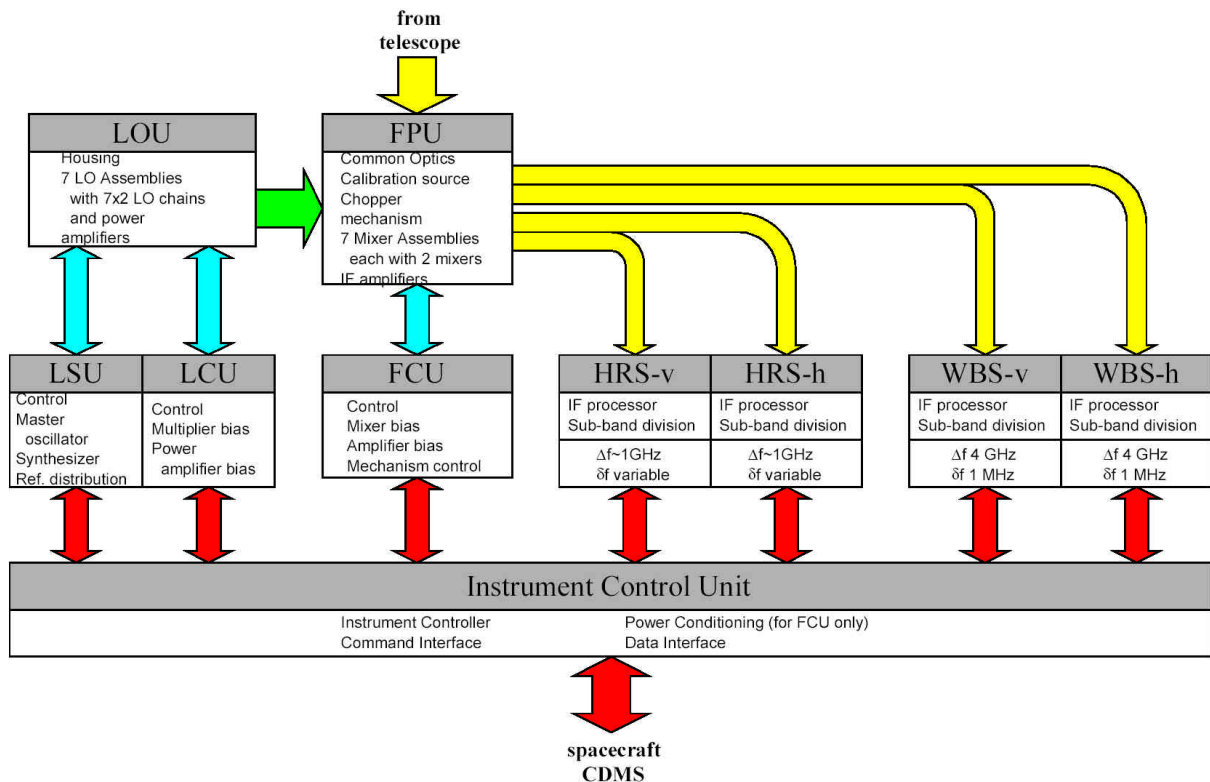 from
telescope
LOU
Housing
7 LO Assemblies
with 7x2 LO chains
and power
amplifiers
FPU
Common Optics
Calibration source
Chopper
mechanism
7 Mixer Assemblies
each with 2 mixers
IF amplifiers
LSU
Control
Master
oscillator
Synthesizer
Ref. distribution
LCU
Control
Multiplier bias
Power
amplifier bias
FCU
Control
Mixer bias
Amplifier bias
Mechanism control
HRS-v
IF processor
Sub-band division
Δf~1GHz
δf variable
HRS-h
IF processor
Sub-band division
Δf~1GHz
δf variable
WBS-v
IF processor
Sub-band division
Δf 4 GHz
δf 1 MHz
WBS-h
IF processor
Sub-band division
Δf 4 GHz
δf 1 MHz
Instrument Control Unit
Instrument Controller
Command Interface
Power Conditioning (for FCU only)
Data Interface
spacecraft
CDMS